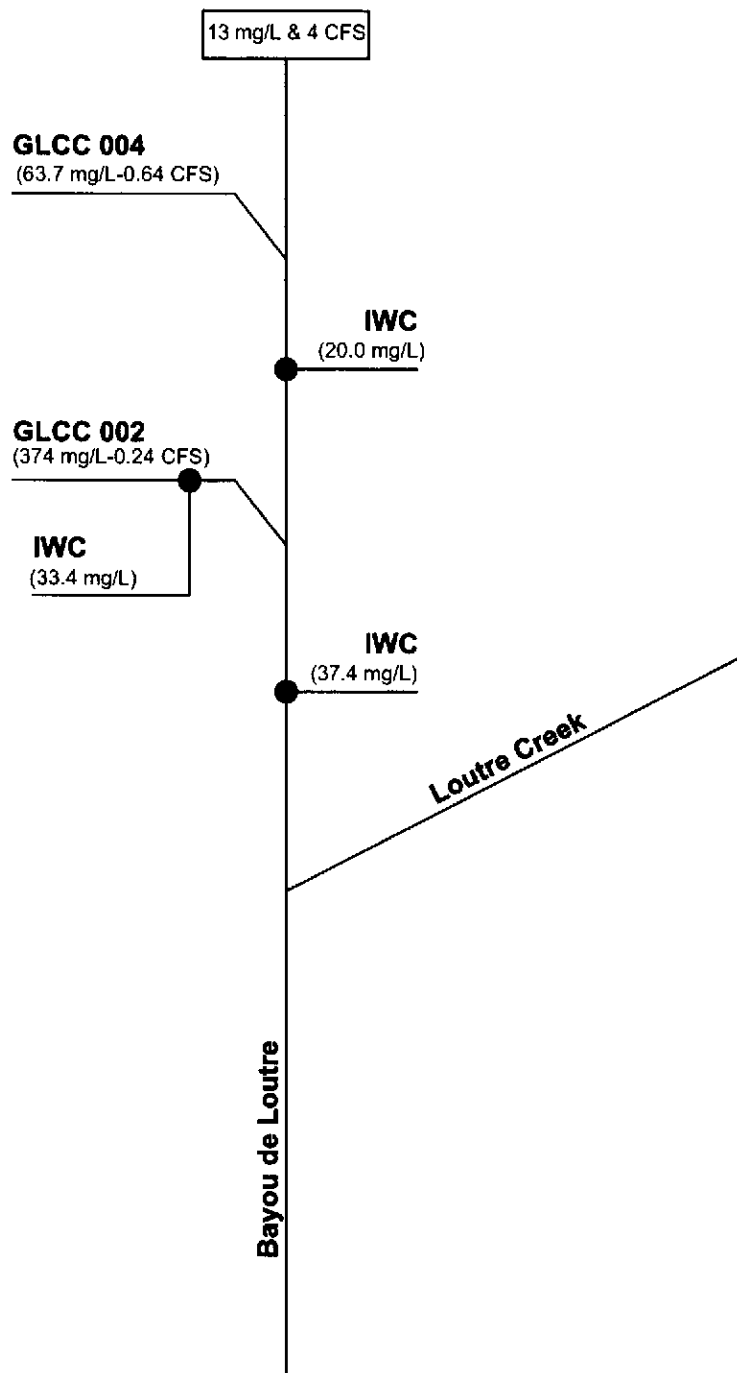 13 mg/L & 4 CFS
GLCC 004
(63.7 mg/L-0.64 CFS)
IWC
(20.0 mg/L)
GLCC 002
(374 mg/L-0.24 CFS)
IWC
(33.4 mg/L)
IWC
(37.4 mg/L)
Loutre Creek
Bayou de Loutre